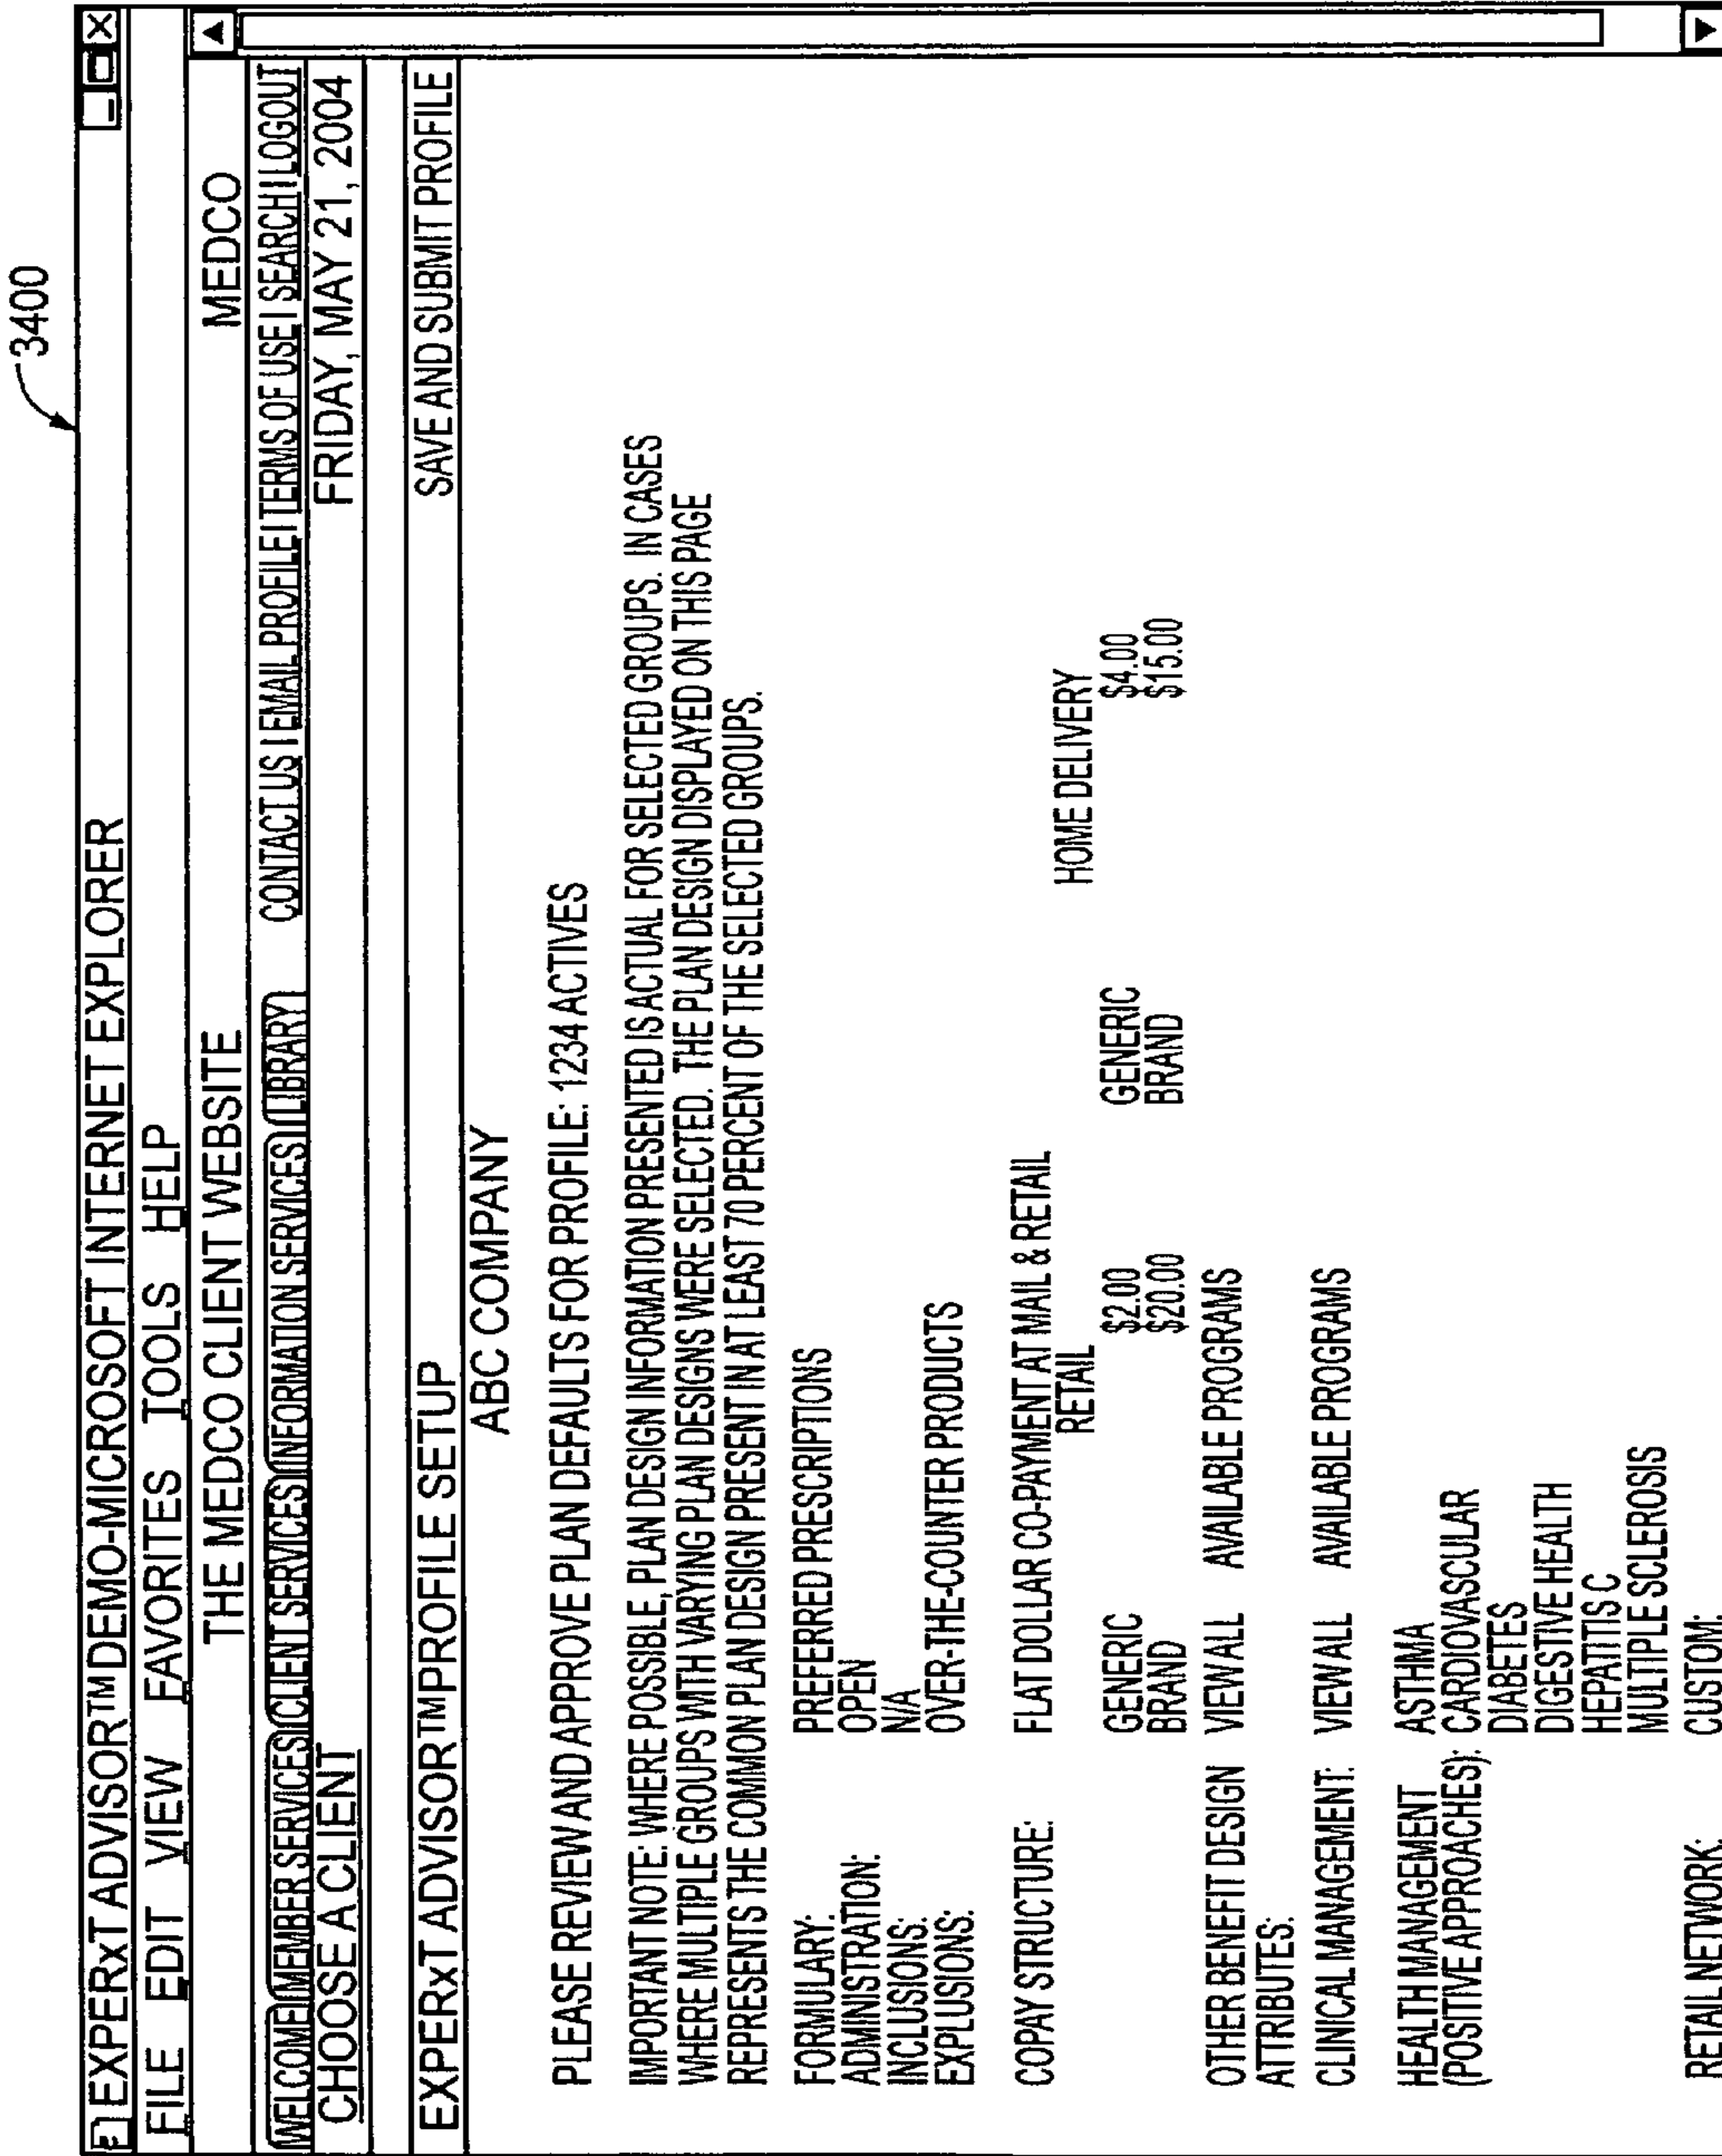 3400
EXPERxT ADVISOR™DEMO-MICROSOFT INTERNET EXPLORER
FILE EDIT VIEW FAVORITES TOOLS HELP
THE MEDCO CLIENT WEBSITE MEDCO
WELCOME MEMBER SERVICES CLIENT SERVICES INFORMATION SERVICES LIBRARY CONTACT US I EMAIL PROFILE I TERMS OF USE I SEARCH I LOGOUT
CHOOSE A CLIENT FRIDAY, MAY 21, 2004
EXPERxT ADVISOR™PROFILE SETUP SAVE AND SUBMIT PROFILE
ABC COMPANY
PLEASE REVIEW AND APPROVE PLAN DEFAULTS FOR PROFILE: 1234 ACTIVES
IMPORTANT NOTE: WHERE POSSIBLE, PLAN DESIGN INFORMATION PRESENTED IS ACTUAL FOR SELECTED GROUPS. IN CASES
WHERE MULTIPLE GROUPS WITH VARYING PLAN DESIGNS WERE SELECTED. THE PLAN DESIGN DISPLAYED ON THIS PAGE
REPRESENTS THE COMMON PLAN DESIGN PRESENT IN AT LEAST 70 PERCENT OF THE SELECTED GROUPS.
FORMULARY: PREFERRED PRESCRIPTIONS
ADMINISTRATION: OPEN
INCLUSIONS: N/A
EXPLUSIONS: OVER-THE-COUNTER PRODUCTS
COPAY STRUCTURE: FLAT DOLLAR CO-PAYMENT AT MAIL & RETAIL
RETAIL HOME DELIVERY
GENERIC $2.00 GENERIC $4.00
BRAND $20.00 BRAND $15.00
OTHER BENEFIT DESIGN VIEW ALL AVAILABLE PROGRAMS
ATTRIBUTES:
CLINICAL MANAGEMENT: VIEW ALL AVAILABLE PROGRAMS
HEALTH MANAGEMENT ASTHMA
(POSITIVE APPROACHES): CARDIOVASCULAR
DIABETES
DIGESTIVE HEALTH
HEPATITIS C
MULTIPLE SCLEROSIS
RETAIL NETWORK: CUSTOM: